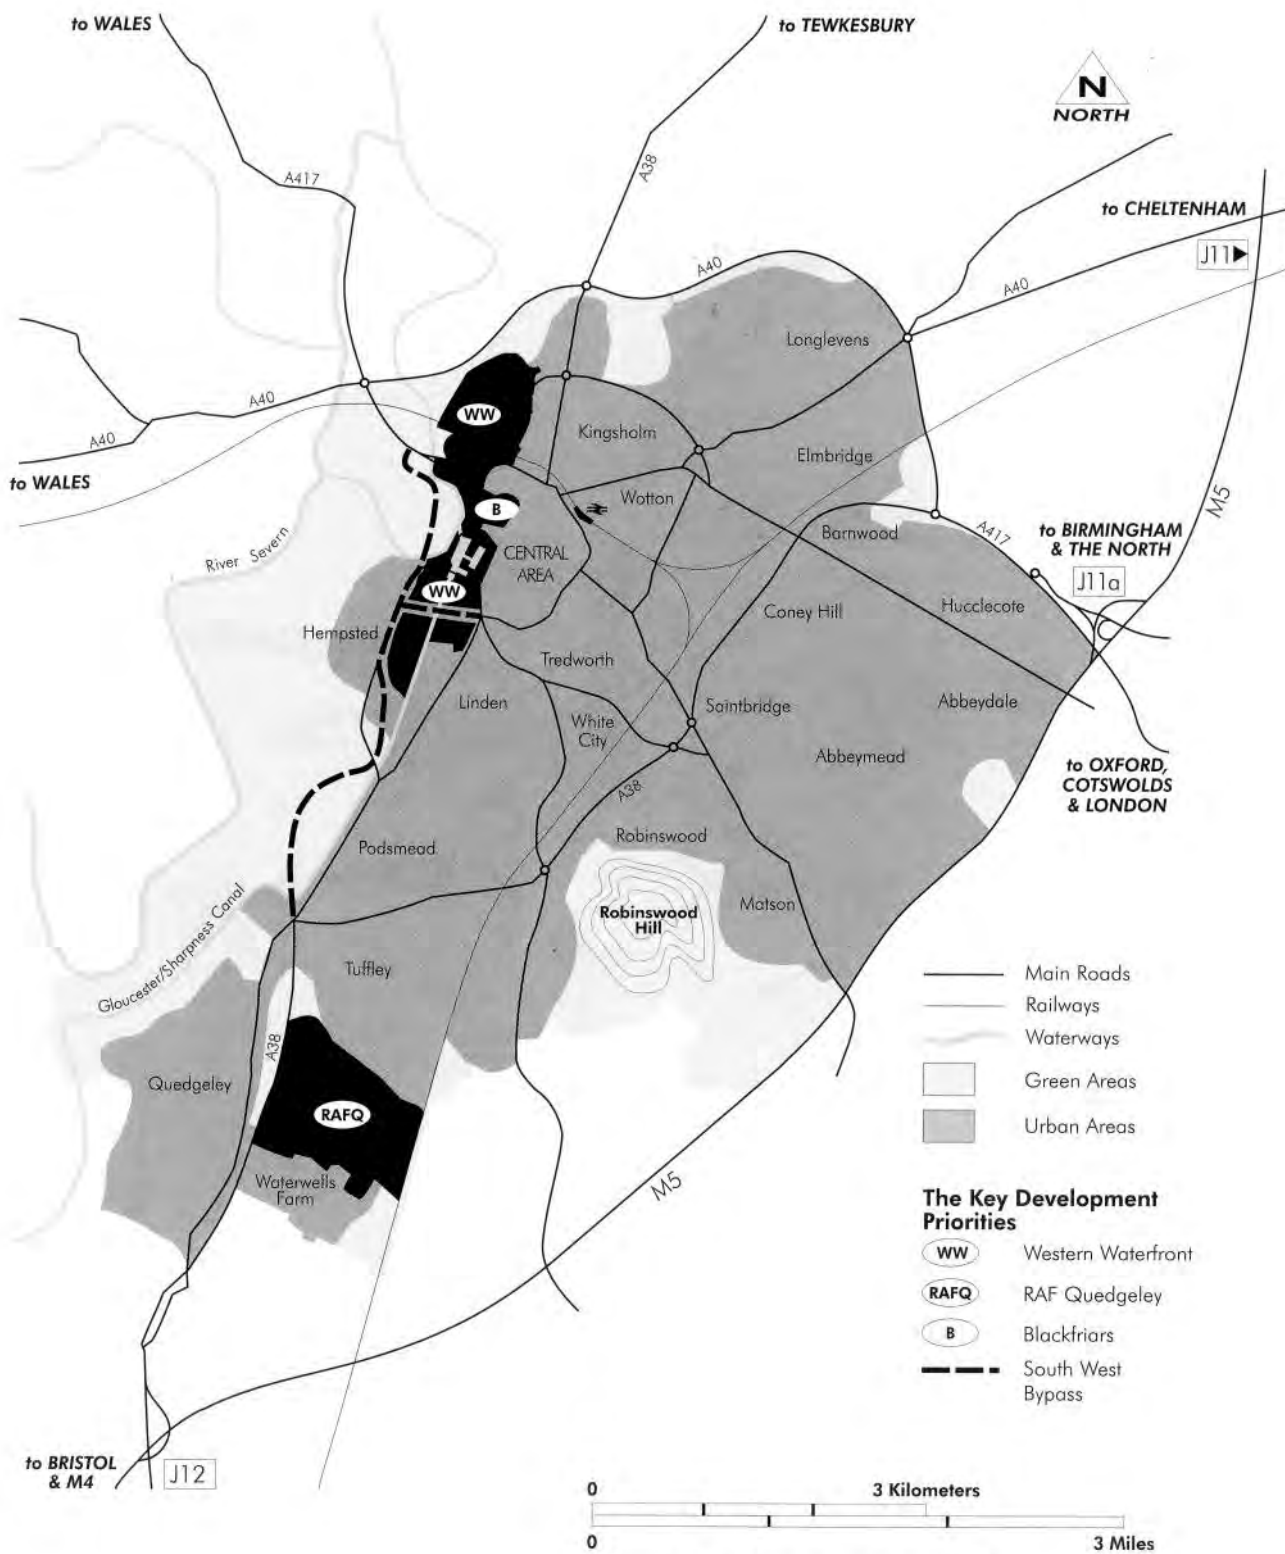 to WALES
to TEWKESBURY
N
NORTH
A38
A417
to CHELTENHAM
J11
A40
A40
Longlevens
A40
WW
Kingsholm
A40
Elmbridge
to WALES
Wotton
M5
B
River Severn
Barnwood
A417
to BIRMINGHAM
& THE NORTH
CENTRAL
AREA
J11a
WW
Coney Hill
Hucclecote
Hempsted
Tredworth
Linden
Saintbridge
Abbeydale
White
City
Abbeymead
to OXFORD,
COTSWOLDS
& LONDON
A38
Robinswood
Podsmead
Gloucester/Sharpness Canal
Robinswood
Hill
Matson
Tuffley
Main Roads
Railways
Waterways
A38
Quedgeley
Green Areas
RAFQ
Urban Areas
Waterwells
Farm
M5
The Key Development
Priorities
WW
Western Waterfront
RAFQ
RAF Quedgeley
B
Blackfriars
South West
Bypass
to BRISTOL
& M4
J12
0
3 Kilometers
0
3 Miles